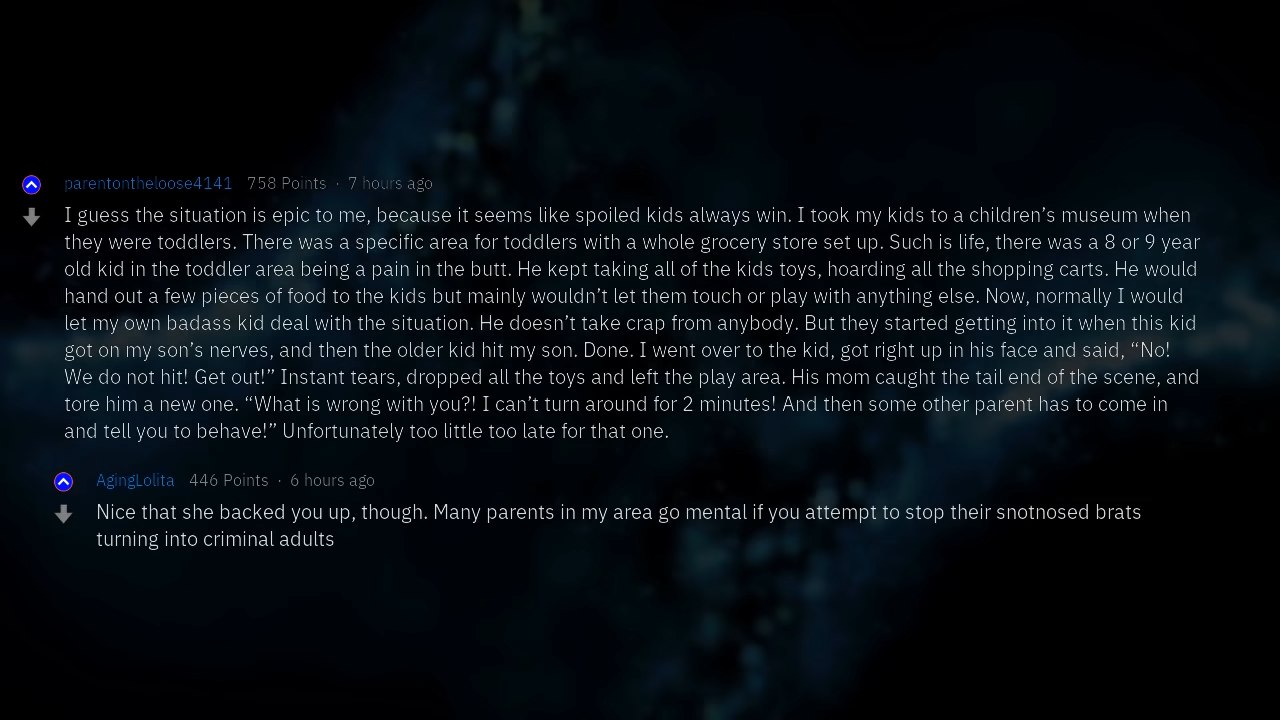 parentontheloose4141 758 Points · 7 hours ago
I guess the situation is epic to me, because it seems like spoiled kids always win. I took my kids to a children’s museum when
they were toddlers. There was a specific area for toddlers with a whole grocery store set up. Such is life, there was a 8 or 9 year
old kid in the toddler area being a pain in the butt. He kept taking all of the kids toys, hoarding all the shopping carts. He would
hand out a few pieces of food to the kids but mainly wouldn’t let them touch or play with anything else. Now, normally I would
let my own badass kid deal with the situation. He doesn’t take crap from anybody. But they started getting into it when this kid
got on my son’s nerves, and then the older kid hit my son. Done. I went over to the kid, got right up in his face and said, “No!
We do not hit! Get out!” Instant tears, dropped all the toys and left the play area. His mom caught the tail end of the scene, and
tore him a new one. “What is wrong with you?! I can’t turn around for 2 minutes! And then some other parent has to come in
and tell you to behave!” Unfortunately too little too late for that one.
AgingLolita 446 Points · 6 hours ago
Nice that she backed you up, though. Many parents in my area go mental if you attempt to stop their snotnosed brats
turning into criminal adults